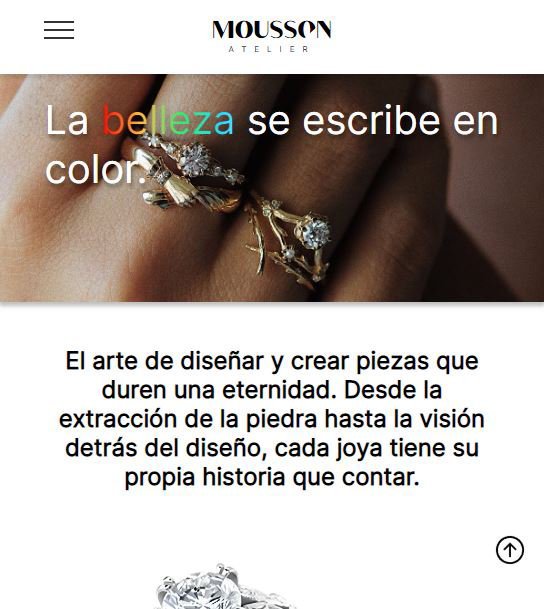 MOUSSON
ATELIER
La belleza se escribe en
color.
El arte de diseñar y crear piezas que
duren una eternidad. Desde la
extracción de la piedra hasta la visión
detrás del diseño, cada joya tiene su
propia historia que contar.